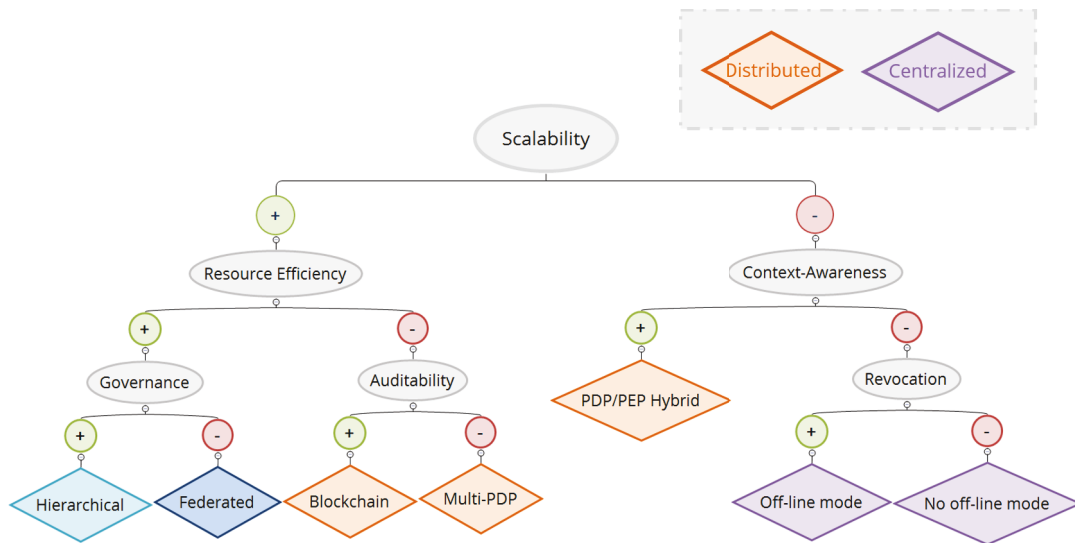 Distributed Centralized
Scalability
+ -
Resource Efficiency Context-Awareness
+ - + -
Governance Auditability PDP/PEP Hybrid Revocation
+ - + - + -
Hierarchical Federated Blockchain Multi-PDP Off-line mode No off-line mode